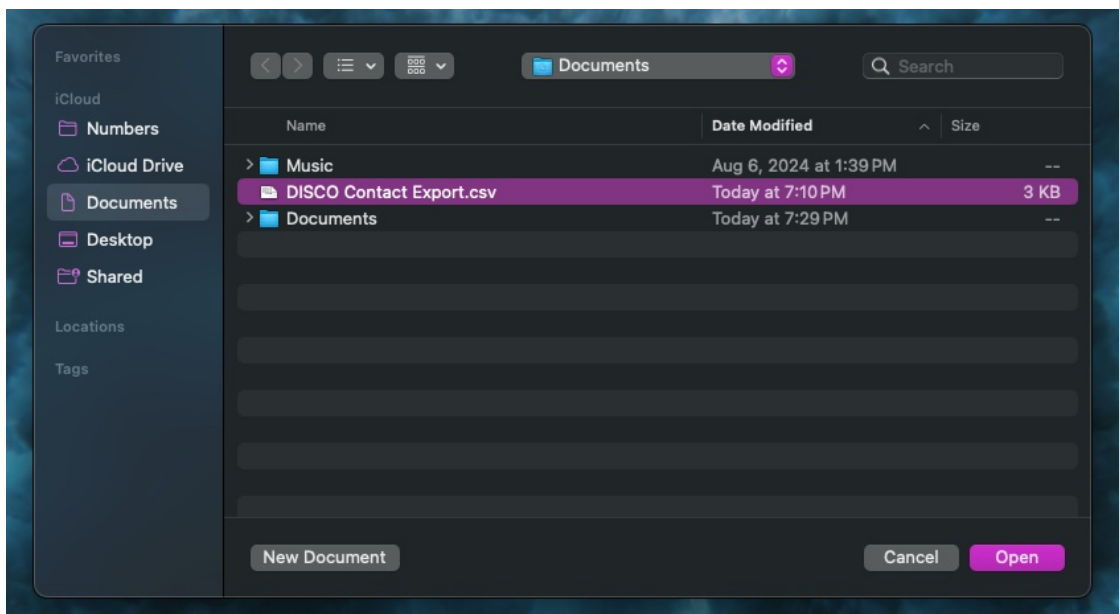 Favorites
iCloud
Numbers
iCloud Drive
Documents
Desktop
Shared
Locations
Tags
Documents
Search
Name Date Modified Size
Music Aug 6, 2024 at 1:39 PM --
DISCO Contact Export.csv Today at 7:10 PM 3 KB
Documents Today at 7:29 PM --
New Document Cancel Open